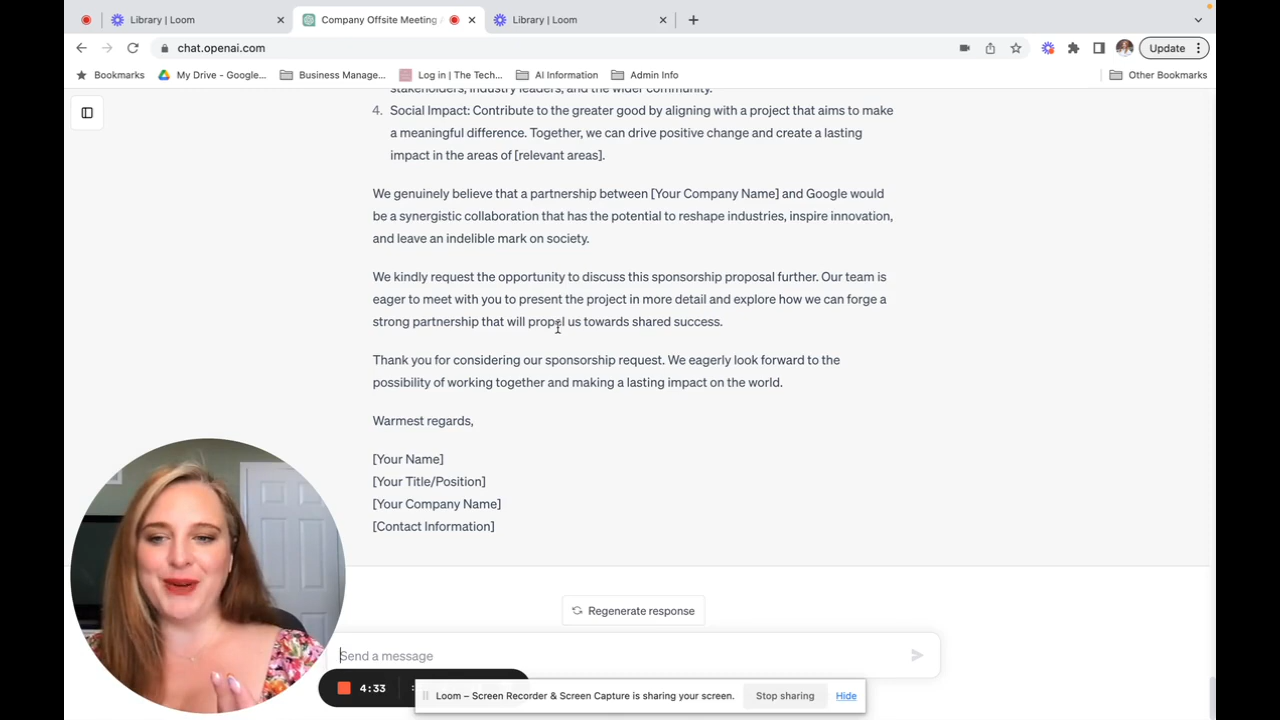 Library | Loom
Company Offsite Meeting
Library | Loom
chat.openai.com
Update
Bookmarks
My Drive - Google...
Business Manage...
Log in | The Tech...
AI Information
Admin Info
Other Bookmarks
stakeholders, industry leaders, and the wider community.
4. Social Impact: Contribute to the greater good by aligning with a project that aims to make
a meaningful difference. Together, we can drive positive change and create a lasting
impact in the areas of [relevant areas].
We genuinely believe that a partnership between [Your Company Name] and Google would
be a synergistic collaboration that has the potential to reshape industries, inspire innovation,
and leave an indelible mark on society.
We kindly request the opportunity to discuss this sponsorship proposal further. Our team is
eager to meet with you to present the project in more detail and explore how we can forge a
strong partnership that will propel us towards shared success.
Thank you for considering our sponsorship request. We eagerly look forward to the
possibility of working together and making a lasting impact on the world.
Warmest regards,
[Your Name]
[Your Title/Position]
[Your Company Name]
[Contact Information]
Regenerate response
Send a message
4:33
Loom – Screen Recorder & Screen Capture is sharing your screen.
Stop sharing
Hide